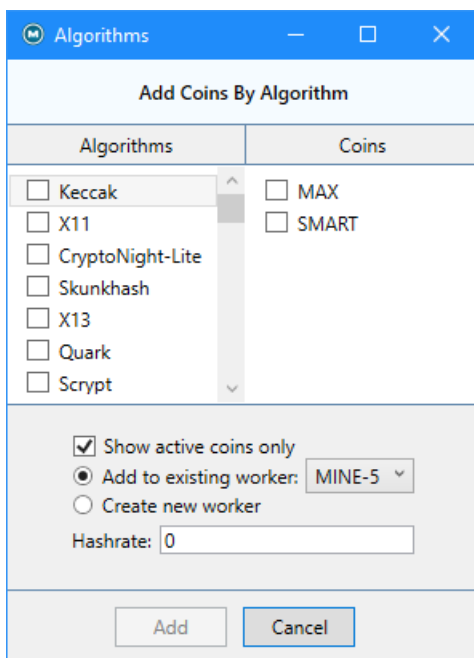 M Algorithms
Add Coins By Algorithm
Algorithms Coins
Keccak MAX
X11 SMART
CryptoNight-Lite
Skunkhash
X13
Quark
Scrypt
Show active coins only
Add to existing worker: MINE-5
Create new worker
Hashrate: 0
Add Cancel